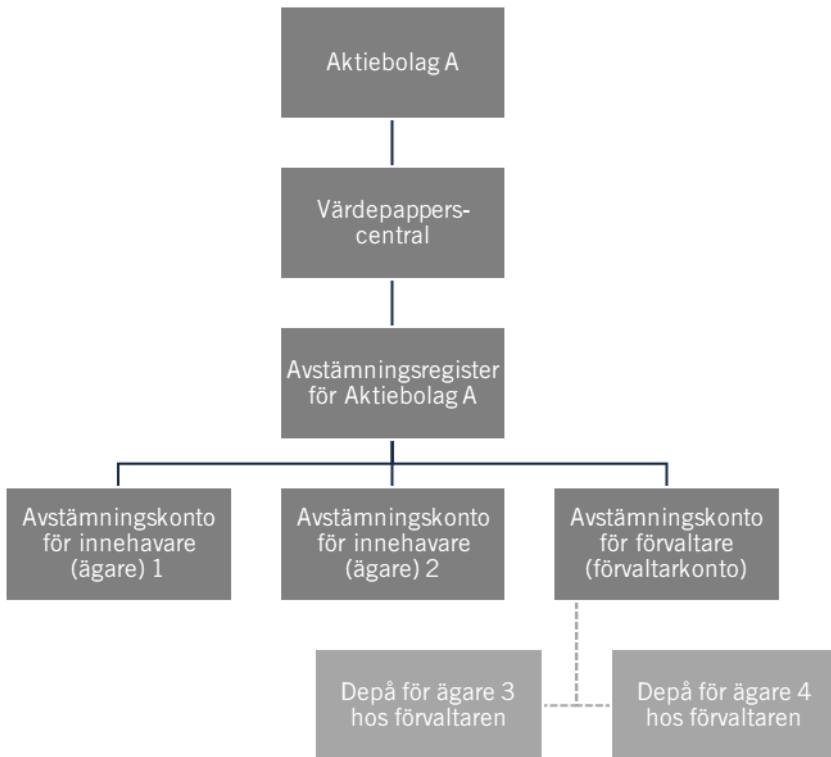 Aktiebolag A
Värdepappers-
central
Avstämningsregister
för Aktiebolag A
Avstämningskonto
för innehavare
(ägare) 1
Avstämningskonto
för innehavare
(ägare) 2
Avstämningskonto
för förvaltare
(förvaltarkonto)
Depå för ägare 3
hos förvaltaren
Depå för ägare 4
hos förvaltaren